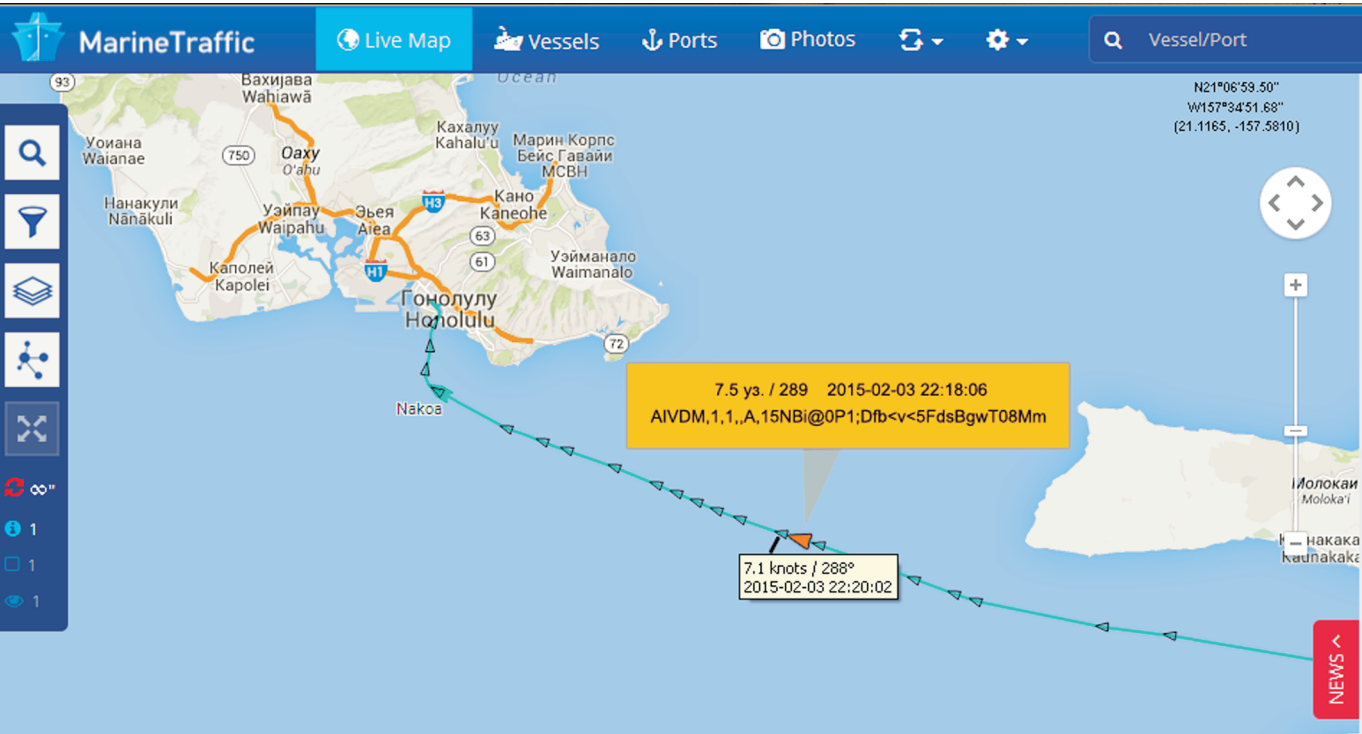 MarineTraffic
Live Map
Vessels
Ports
Photos
Vessel/Port
Ocean
93
Вахијава
Wahiawā
N21°06'59.50"
W157°34'51.68"
(21.1165, -157.5810)
Уоиана
Waianae
750
Оаху
O'ahu
Кахалуу
Kahalu'u
Марин Корпс
Бейс Гавайи
MCBH
Нанакули
Nānākuli
Уэйпау
Waipahu
Эьея
Aiea
H3
Кано
Kaneohe
63
61
H1
Каполей
Kapolei
Уэйманало
Waimanalo
Гонолулу
Honolulu
72
Nakoa
7.5 уз. / 289 2015-02-03 22:18:06
AIVDM,1,1,,A,15NBi@0P1;Dfb<v<5FdsBgwT08Mm
7.1 knots / 288°
2015-02-03 22:20:02
Молокаи
Moloka'i
Kaunakaka
∞"
1
1
1
NEWS